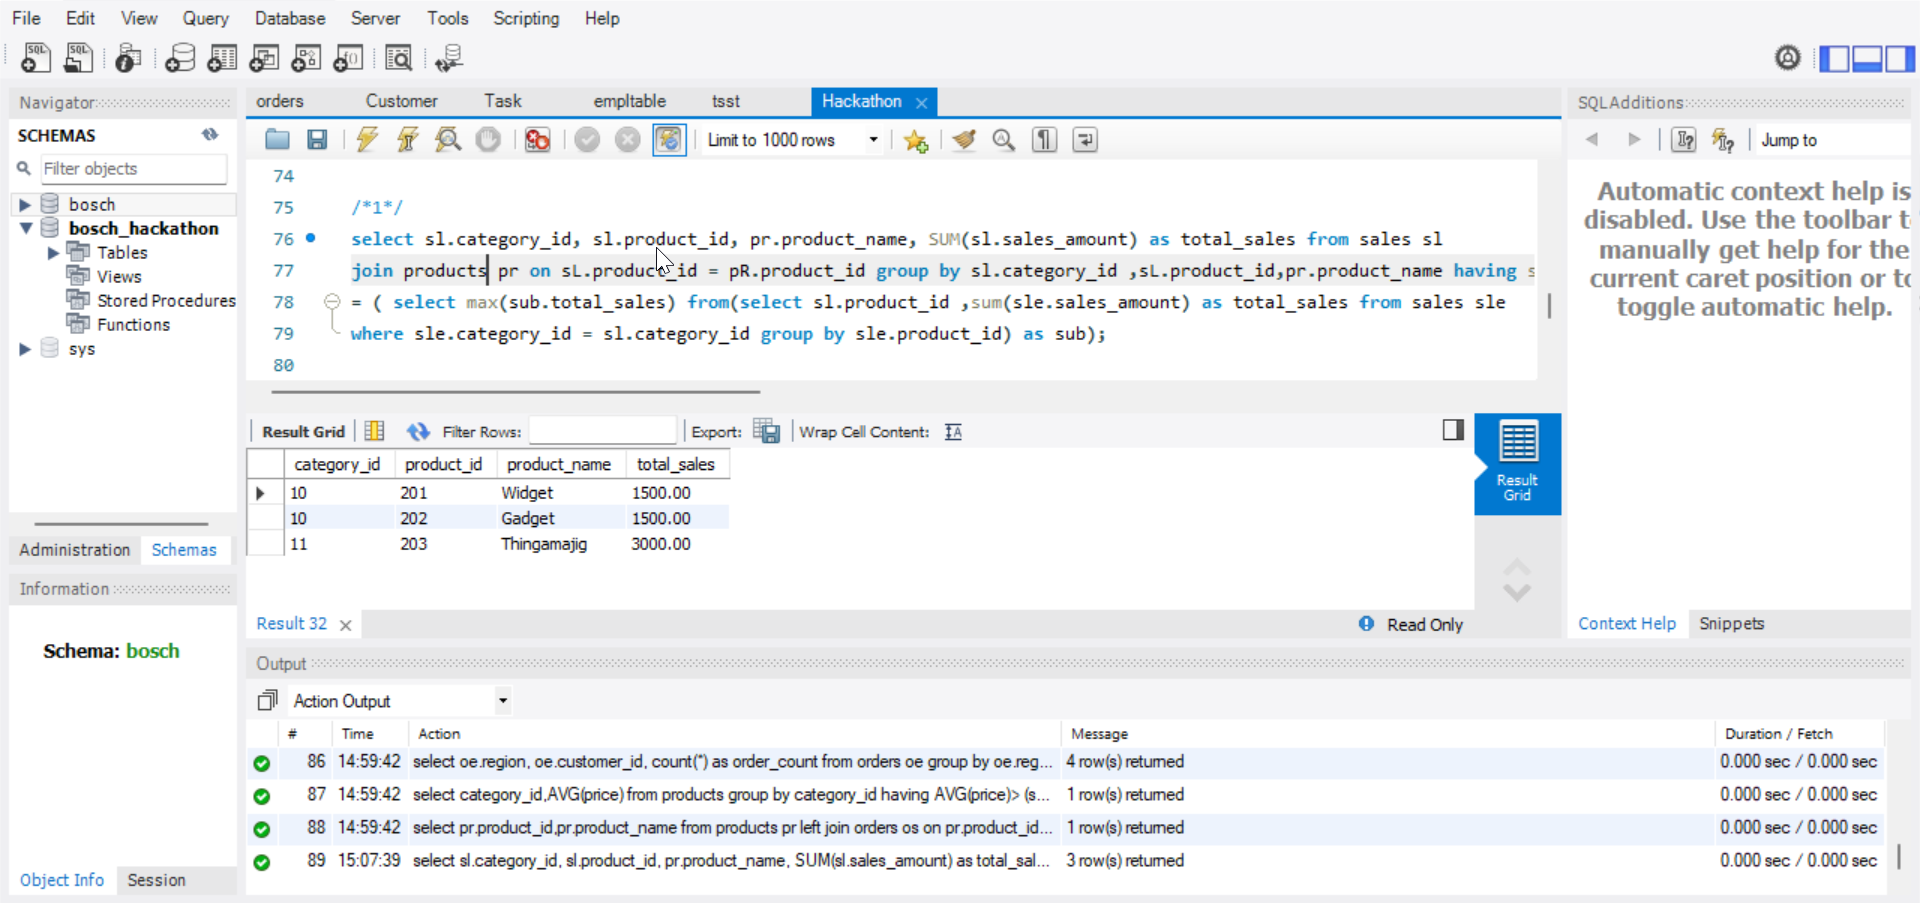 File Edit View Query Database Server Tools Scripting Help
Navigator
SCHEMAS
Filter objects
bosch
bosch_hackathon
Tables
Views
Stored Procedures
Functions
sys
Administration Schemas
Information
Schema: bosch
Object Info Session
orders Customer Task empltable tsst Hackathon
Limit to 1000 rows
74
75 /*1*/
76 select sl.category_id, sl.product_id, pr.product_name, SUM(sl.sales_amount) as total_sales from sales sl
77 join products pr on sL.product_id = pR.product_id group by sl.category_id ,sL.product_id,pr.product_name having s
78 = ( select max(sub.total_sales) from(select sl.product_id ,sum(sle.sales_amount) as total_sales from sales sle
79 where sle.category_id = sl.category_id group by sle.product_id) as sub);
80
Result Grid Filter Rows: Export: Wrap Cell Content:
category_id product_id product_name total_sales
10 201 Widget 1500.00
10 202 Gadget 1500.00
11 203 Thingamajig 3000.00
Result
Grid
Result 32 Read Only
SQLAdditions
Jump to
Automatic context help is
disabled. Use the toolbar t
manually get help for the
current caret position or to
toggle automatic help.
Context Help Snippets
Output
Action Output
# Time Action Message Duration / Fetch
86 14:59:42 select oe.region, oe.customer_id, count(*) as order_count from orders oe group by oe.reg... 4 row(s) returned 0.000 sec / 0.000 sec
87 14:59:42 select category_id,AVG(price) from products group by category_id having AVG(price)> (s... 1 row(s) returned 0.000 sec / 0.000 sec
88 14:59:42 select pr.product_id,pr.product_name from products pr left join orders os on pr.product_id... 1 row(s) returned 0.000 sec / 0.000 sec
89 15:07:39 select sl.category_id, sl.product_id, pr.product_name, SUM(sl.sales_amount) as total_sal... 3 row(s) returned 0.000 sec / 0.000 sec